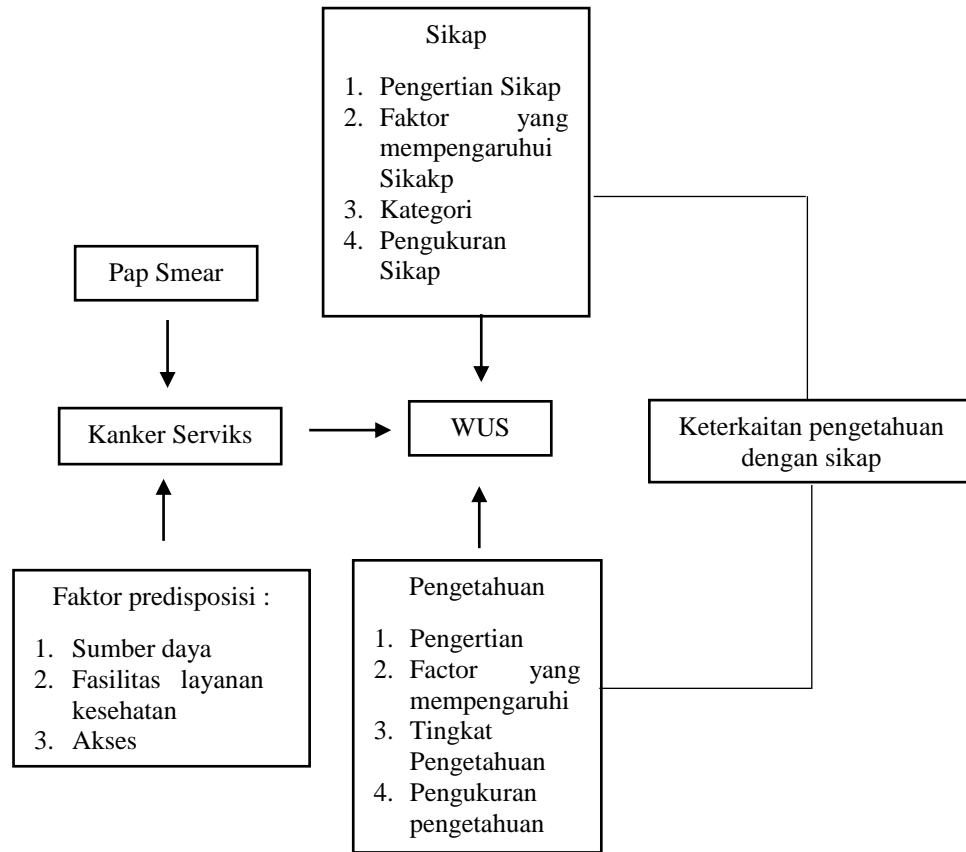 Sikap
1. Pengertian Sikap
2. Faktor yang
mempengaruhui
Sikakp
3. Kategori
4. Pengukuran
Sikap
Pap Smear
Kanker Serviks
WUS
Keterkaitan pengetahuan
dengan sikap
Faktor predisposisi :
1. Sumber daya
2. Fasilitas layanan
kesehatan
3. Akses
Pengetahuan
1. Pengertian
2. Factor yang
mempengaruhi
3. Tingkat
Pengetahuan
4. Pengukuran
pengetahuan